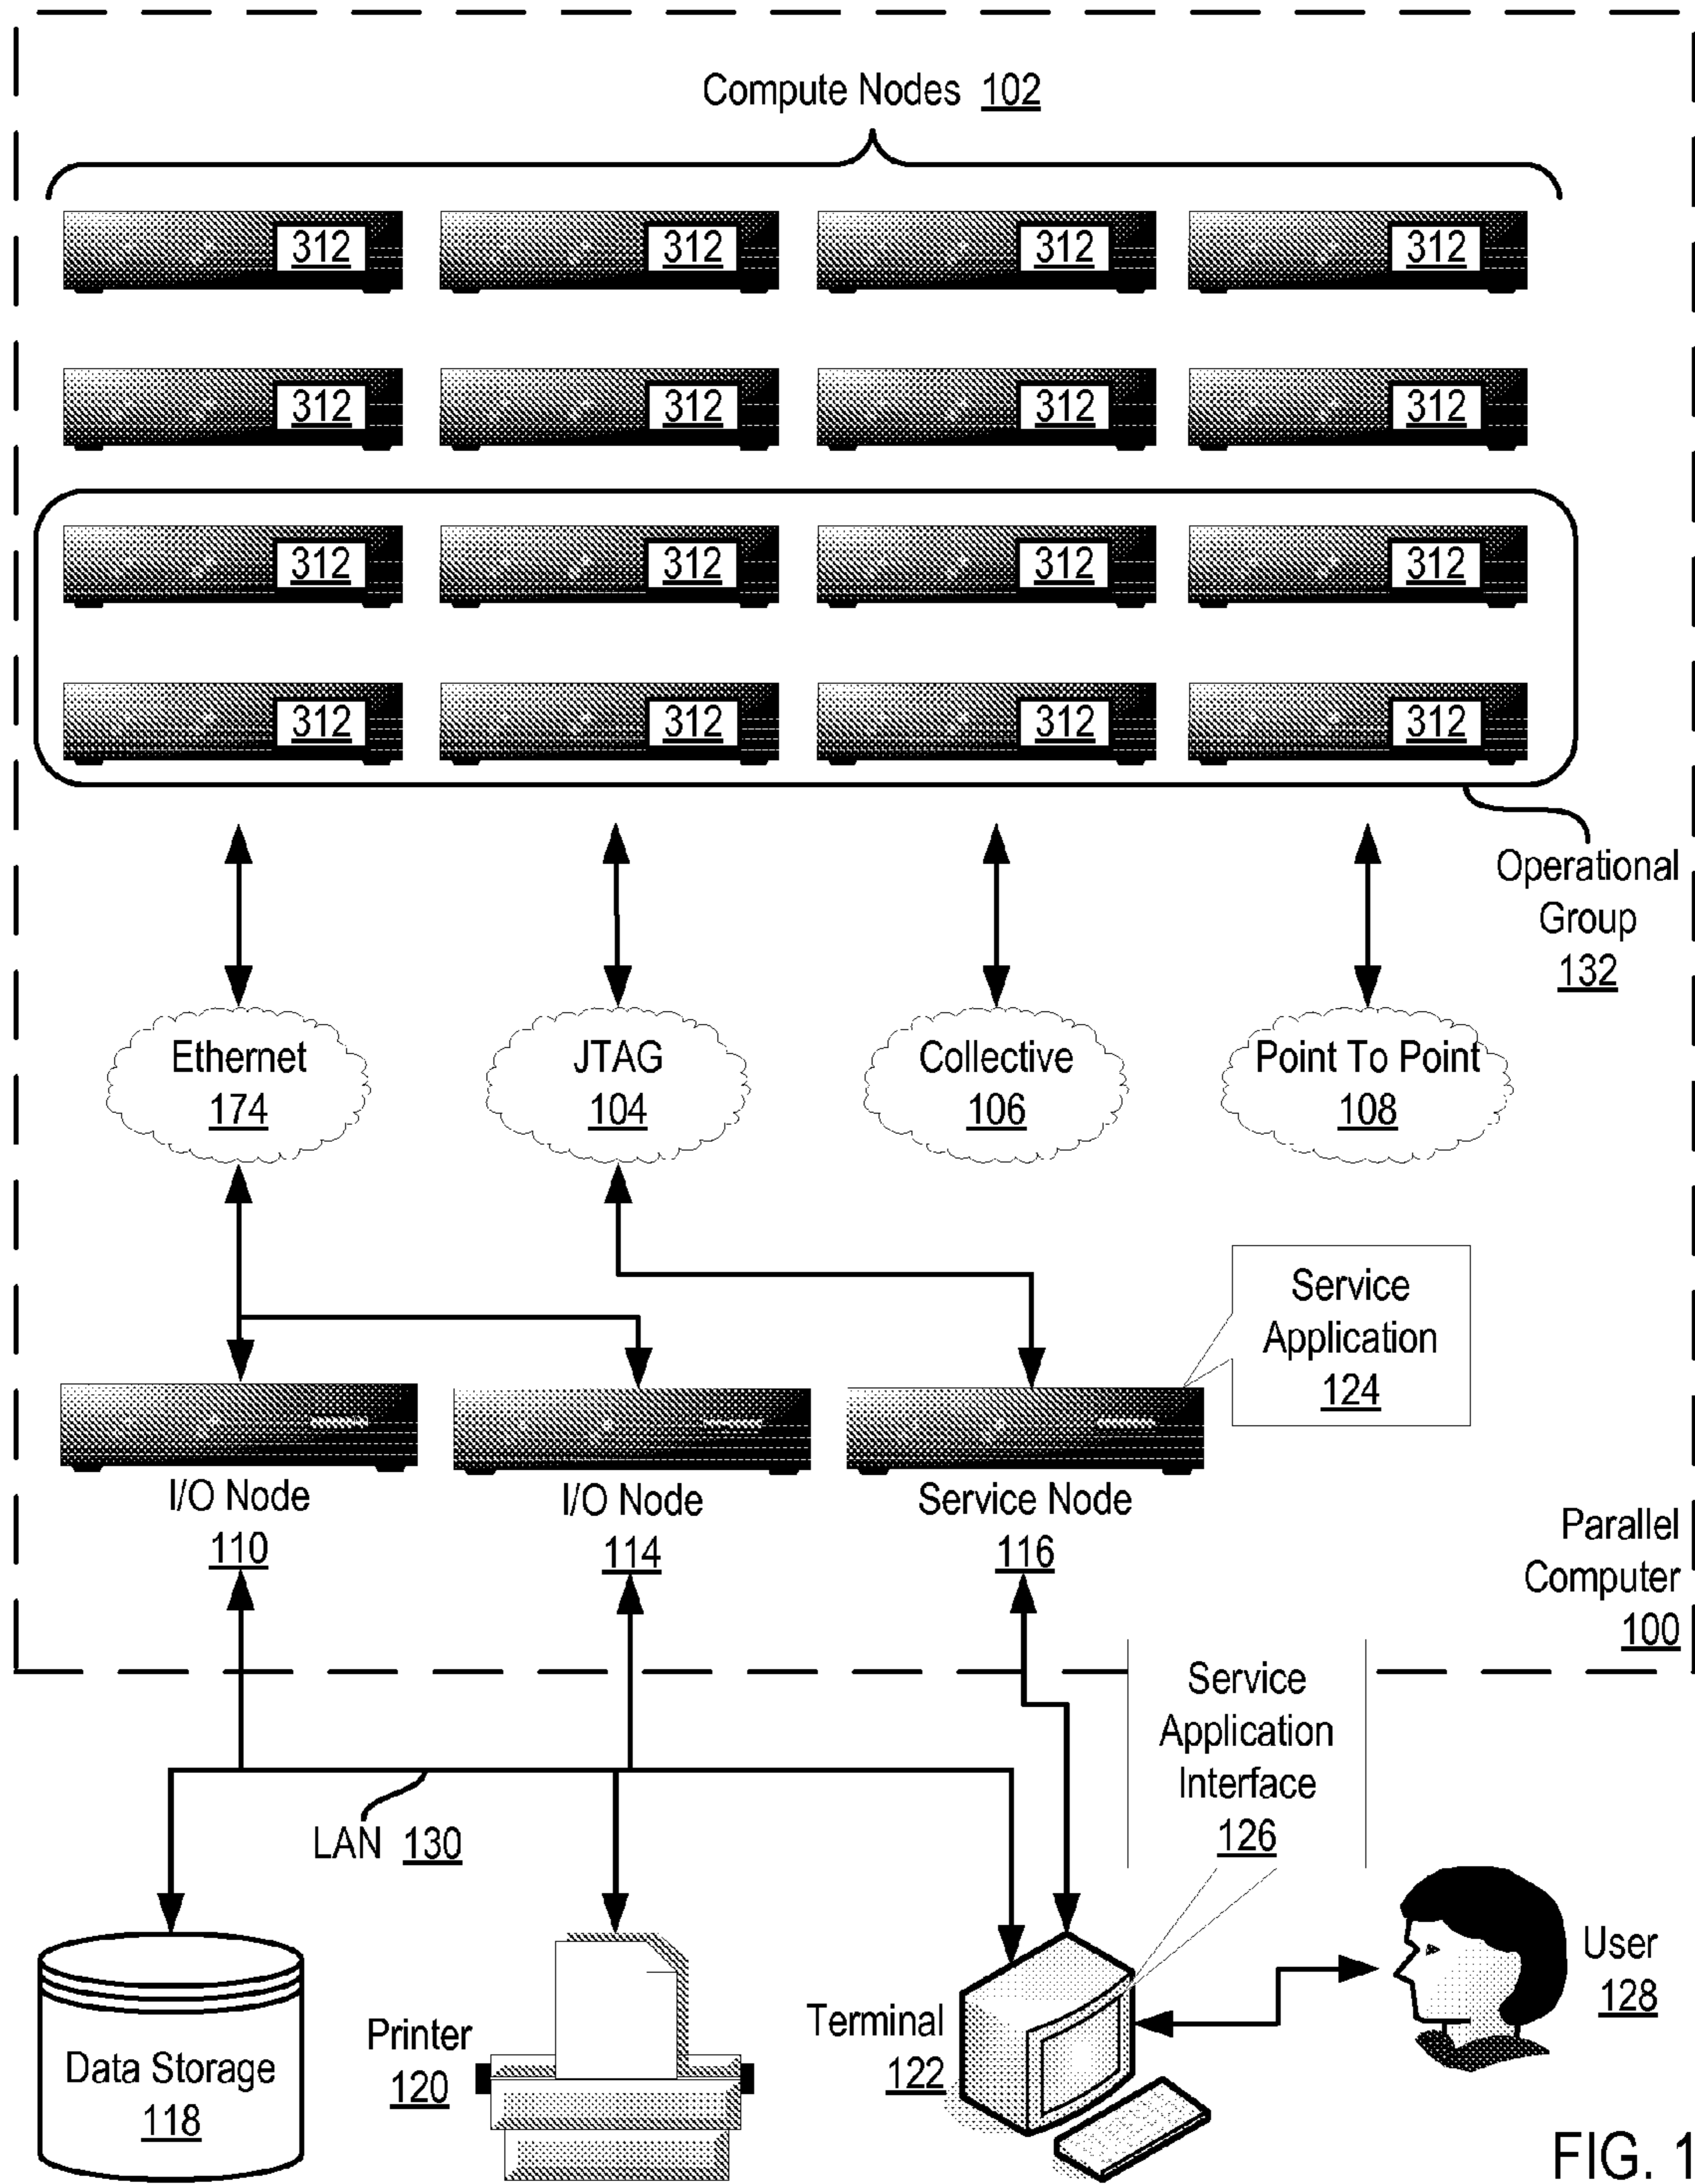 Compute Nodes 102
312 312 312 312
312 312 312 312
312 312 312 312
312 312 312 312
Operational
Group
132
Ethernet
174
JTAG
104
Collective
106
Point To Point
108
Service
Application
124
I/O Node
110
I/O Node
114
Service Node
116
Parallel
Computer
100
Service
Application
Interface
126
LAN 130
Data Storage
118
Printer
120
Terminal
122
User
128
FIG. 1